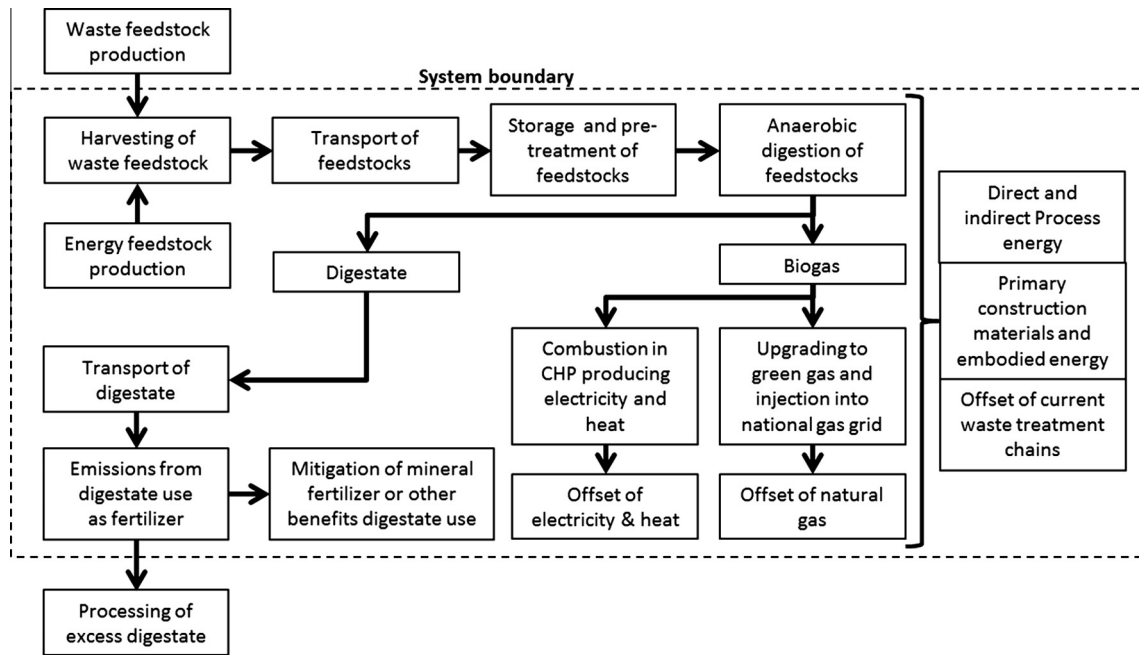 Waste feedstock
production
System boundary
Harvesting of
waste feedstock
Transport of
feedstocks
Storage and pre-
treatment of
feedstocks
Anaerobic
digestion of
feedstocks
Energy feedstock
production
Digestate
Biogas
Direct and
indirect Process
energy
Primary
construction
materials and
embodied energy
Offset of current
waste treatment
chains
Transport of
digestate
Combustion in
CHP producing
electricity and
heat
Upgrading to
green gas and
injection into
national gas grid
Emissions from
digestate use
as fertilizer
Mitigation of mineral
fertilizer or other
benefits digestate use
Offset of
electricity & heat
Offset of natural
gas
Processing of
excess digestate